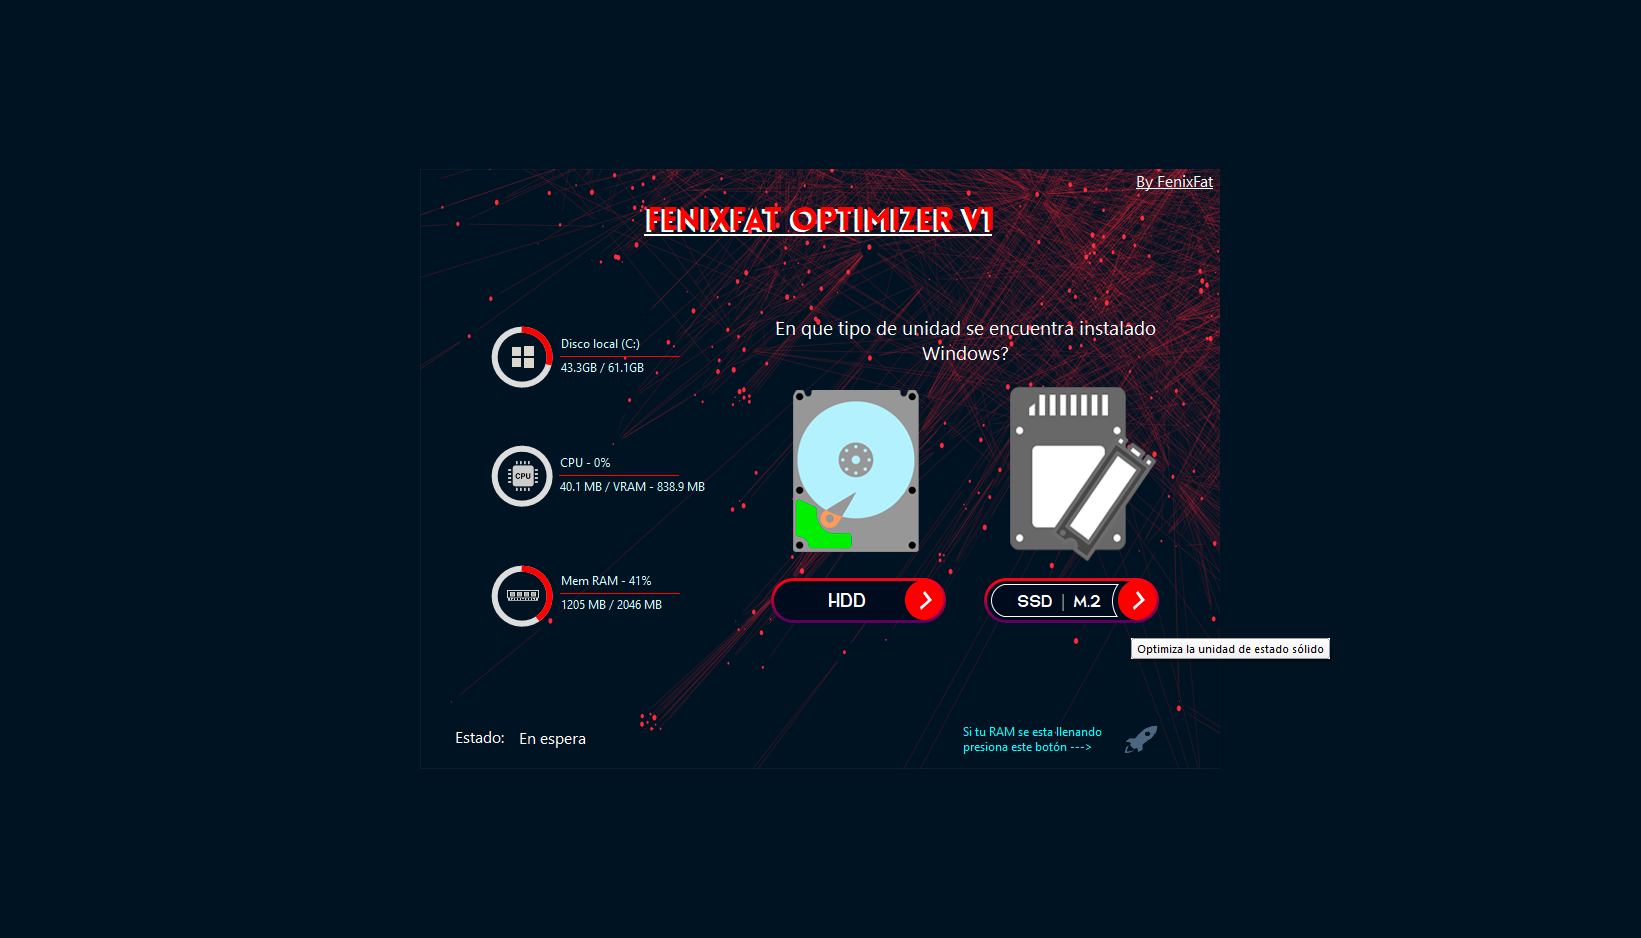 By FenixFat
FENIXFAT OPTIMIZER V1
En que tipo de unidad se encuentra instalado
Windows?
Disco local (C:)
43.3GB / 61.1GB
CPU
CPU - 0%
40.1 MB / VRAM - 838.9 MB
Mem RAM - 41%
1205 MB / 2046 MB
HDD
SSD | M.2
Optimiza la unidad de estado sólido
Estado: En espera
Si tu RAM se esta llenando
presiona este botón --->